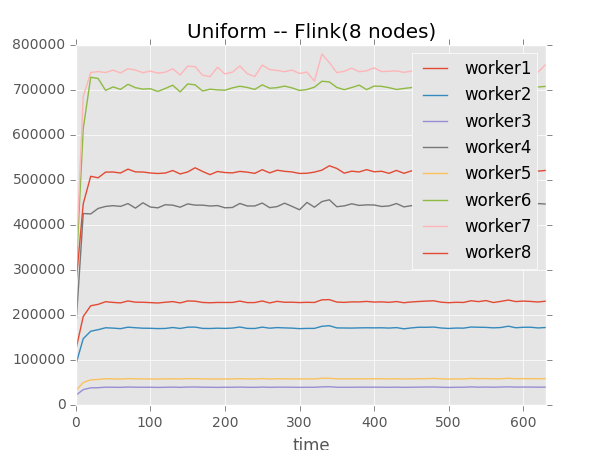 Uniform -- Flink(8 nodes)
800000
700000
600000
500000
400000
300000
200000
100000
0
0 100 200 300 400 500 600
time
worker1
worker2
worker3
worker4
worker5
worker6
worker7
worker8